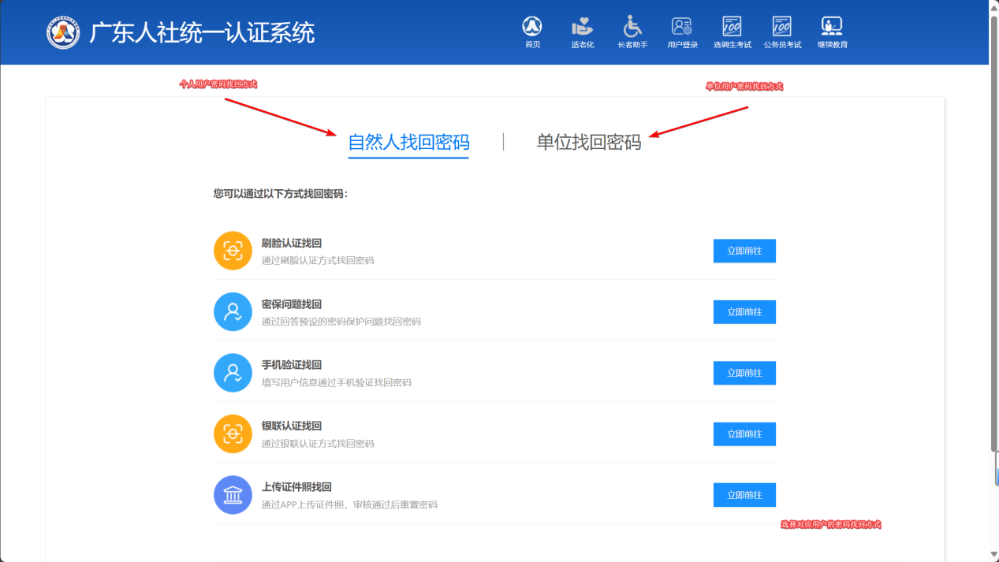 广东人社统一认证系统
首页
适老化
长者助手
用户登录
选调生考试
公务员考试
继续教育
个人用户密码找回方式
单位用户密码找回方式
自然人找回密码
单位找回密码
您可以通过以下方式找回密码：
刷脸认证找回
通过刷脸认证方式找回密码
立即前往
密保问题找回
通过回答预设的密码保护问题找回密码
立即前往
手机验证找回
填写用户信息通过手机验证找回密码
立即前往
银联认证找回
通过银联认证方式找回密码
立即前往
上传证件照找回
通过APP上传证件照，审核通过后重置密码
立即前往
选择对应用户的密码找回方式